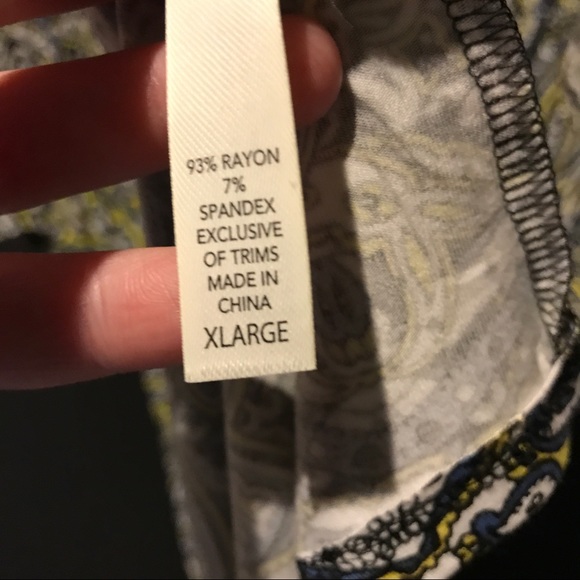 93% RAYON
7%
SPANDEX
EXCLUSIVE
OF TRIMS
MADE IN
CHINA
XLARGE